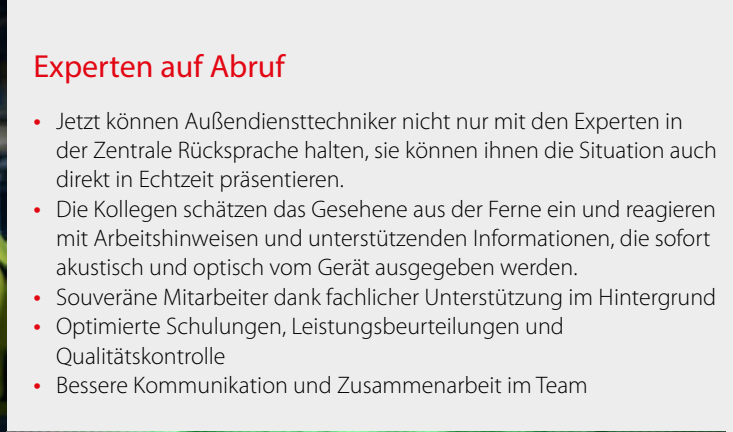 Experten auf Abruf
• Jetzt können Außendiensttechniker nicht nur mit den Experten in
der Zentrale Rücksprache halten, sie können ihnen die Situation auch
direkt in Echtzeit präsentieren.
• Die Kollegen schätzen das Gesehene aus der Ferne ein und reagieren
mit Arbeitshinweisen und unterstützenden Informationen, die sofort
akustisch und optisch vom Gerät ausgegeben werden.
• Souveräne Mitarbeiter dank fachlicher Unterstützung im Hintergrund
• Optimierte Schulungen, Leistungsbeurteilungen und
Qualitätskontrolle
• Bessere Kommunikation und Zusammenarbeit im Team